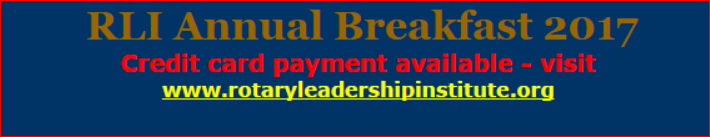 RLI Annual Breakfast 2017
Credit card payment available - visit
www.rotaryleadershipinstitute.org